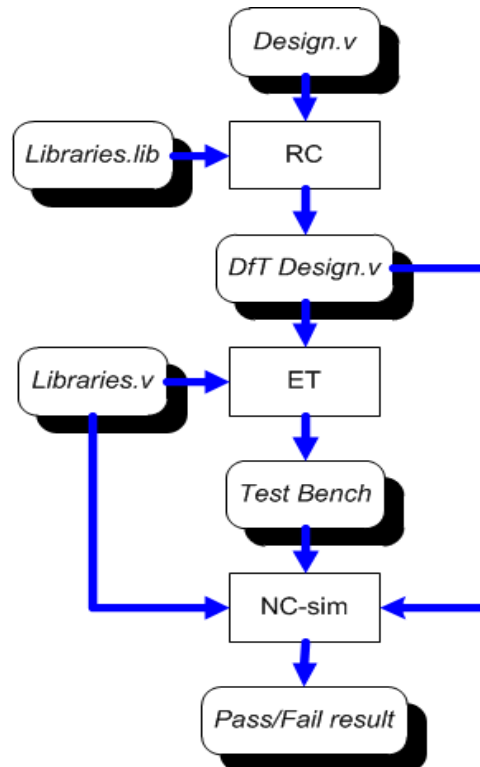 Design.v
Libraries.lib
RC
DfT Design.v
Libraries.v
ET
Test Bench
NC-sim
Pass/Fail result